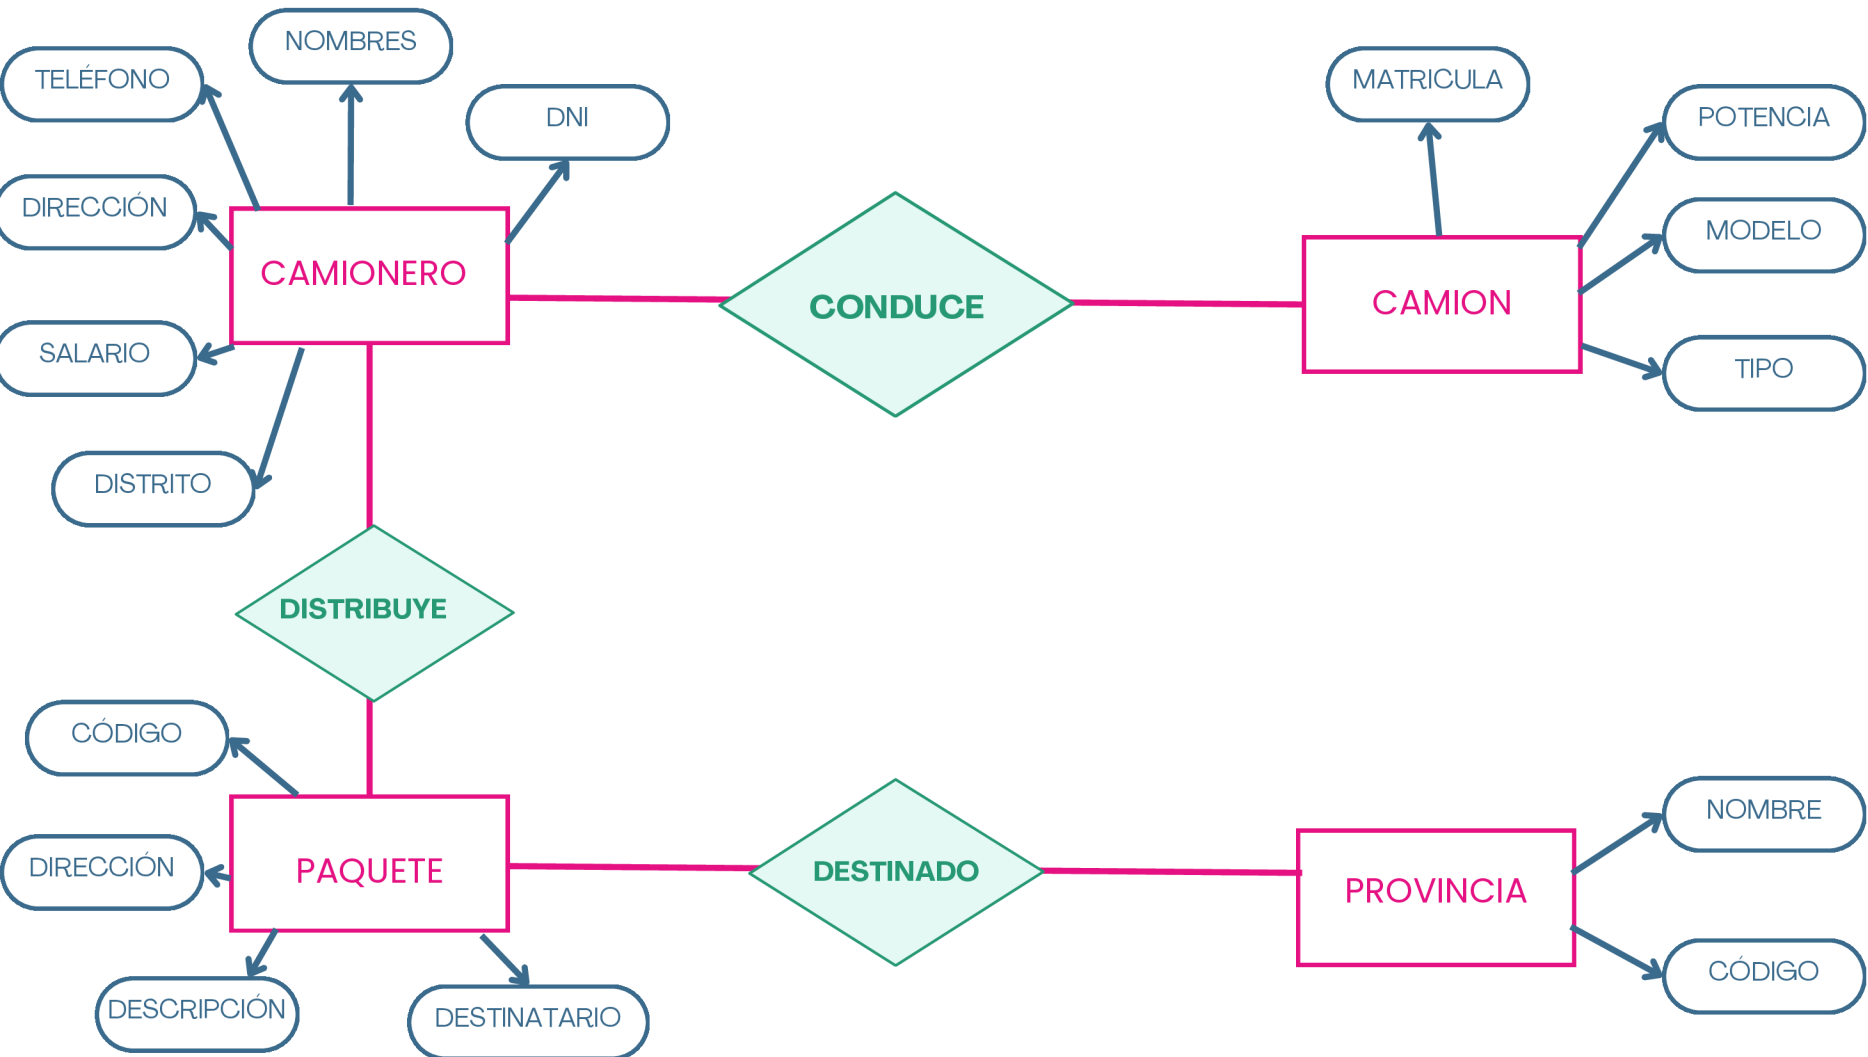 NOMBRES
TELÉFONO
MATRICULA
DNI
POTENCIA
DIRECCIÓN
MODELO
CAMIONERO
CONDUCE
CAMION
SALARIO
TIPO
DISTRITO
DISTRIBUYE
CÓDIGO
NOMBRE
DIRECCIÓN
PAQUETE
DESTINADO
PROVINCIA
CÓDIGO
DESCRIPCIÓN
DESTINATARIO